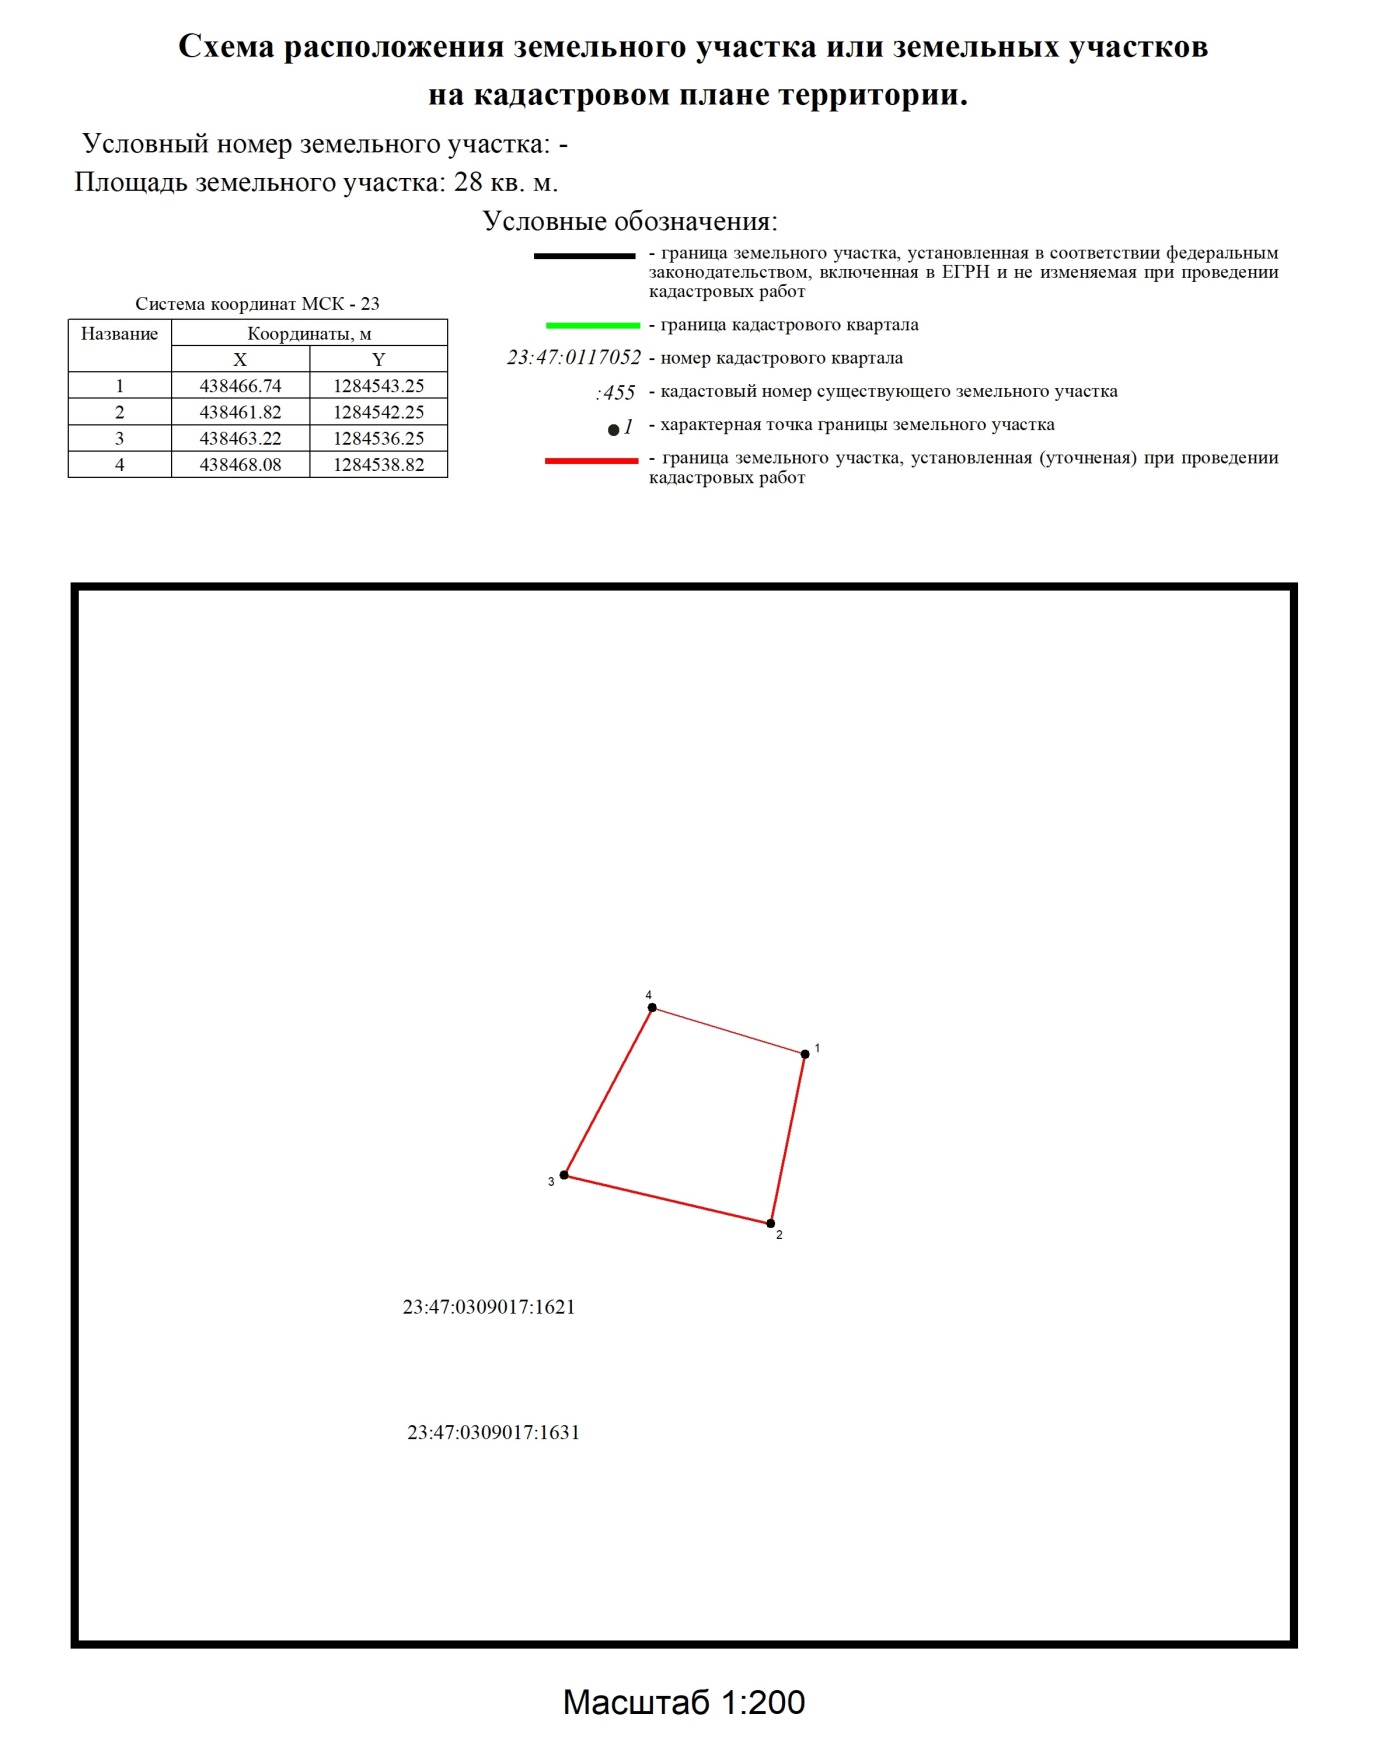 Схема расположения земельного участка или земельных участков
на кадастровом плане территории.
Условный номер земельного участка: -
Площадь земельного участка: 28 кв. м.
Условные обозначения:
- граница земельного участка, установленная в соответствии федеральным
законодательством, включенная в ЕГРН и не изменяемая при проведении
кадастровых работ
- граница кадастрового квартала
23:47:0117052 - номер кадастрового квартала
:455 - кадастовый номер существующего земельного участка
1 - характерная точка границы земельного участка
- граница земельного участка, установленная (уточненая) при проведении
кадастровых работ
Система координат МСК - 23
Название Координаты, м
X Y
1 438466.74 1284543.25
2 438461.82 1284542.25
3 438463.22 1284536.25
4 438468.08 1284538.82
4
1
3
2
23:47:0309017:1621
23:47:0309017:1631
Масштаб 1:200